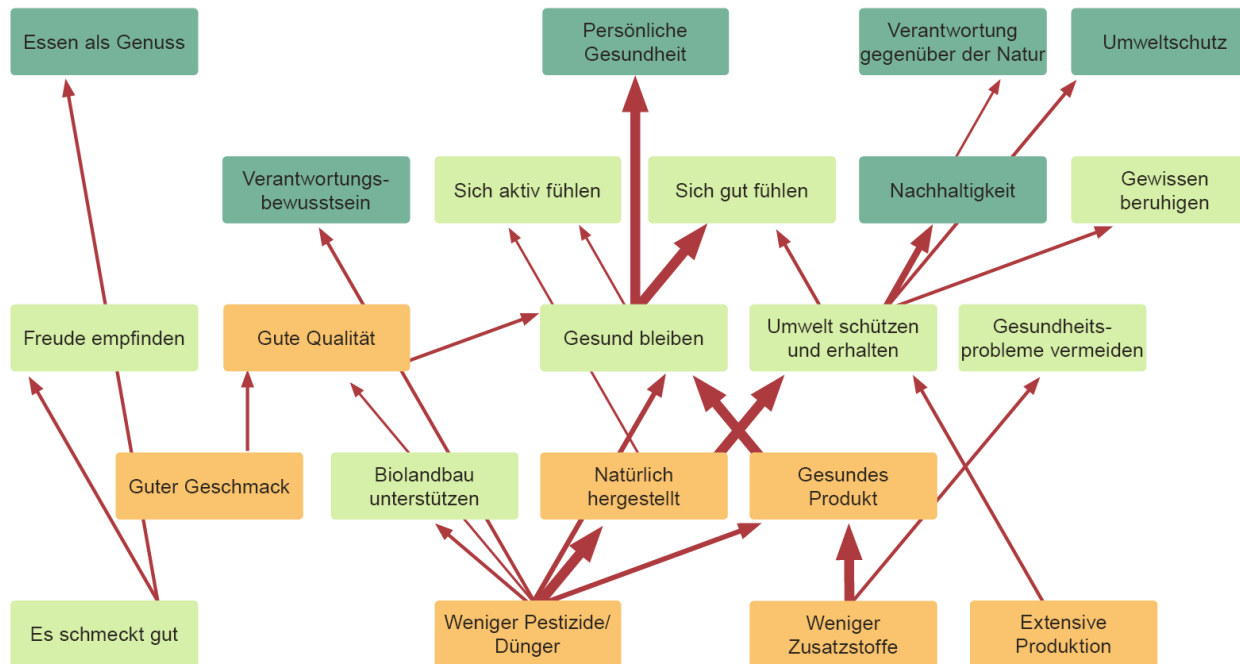 Essen als Genuss
Persönliche
Gesundheit
Verantwortung
gegenüber der Natur
Umweltschutz
Verantwortungs-
bewusstsein
Sich aktiv fühlen
Sich gut fühlen
Nachhaltigkeit
Gewissen
beruhigen
Freude empfinden
Gute Qualität
Gesund bleiben
Umwelt schützen
und erhalten
Gesundheits-
probleme vermeiden
Guter Geschmack
Biolandbau
unterstützen
Natürlich
hergestellt
Gesundes
Produkt
Es schmeckt gut
Weniger Pestizide/
Dünger
Weniger
Zusatzstoffe
Extensive
Produktion